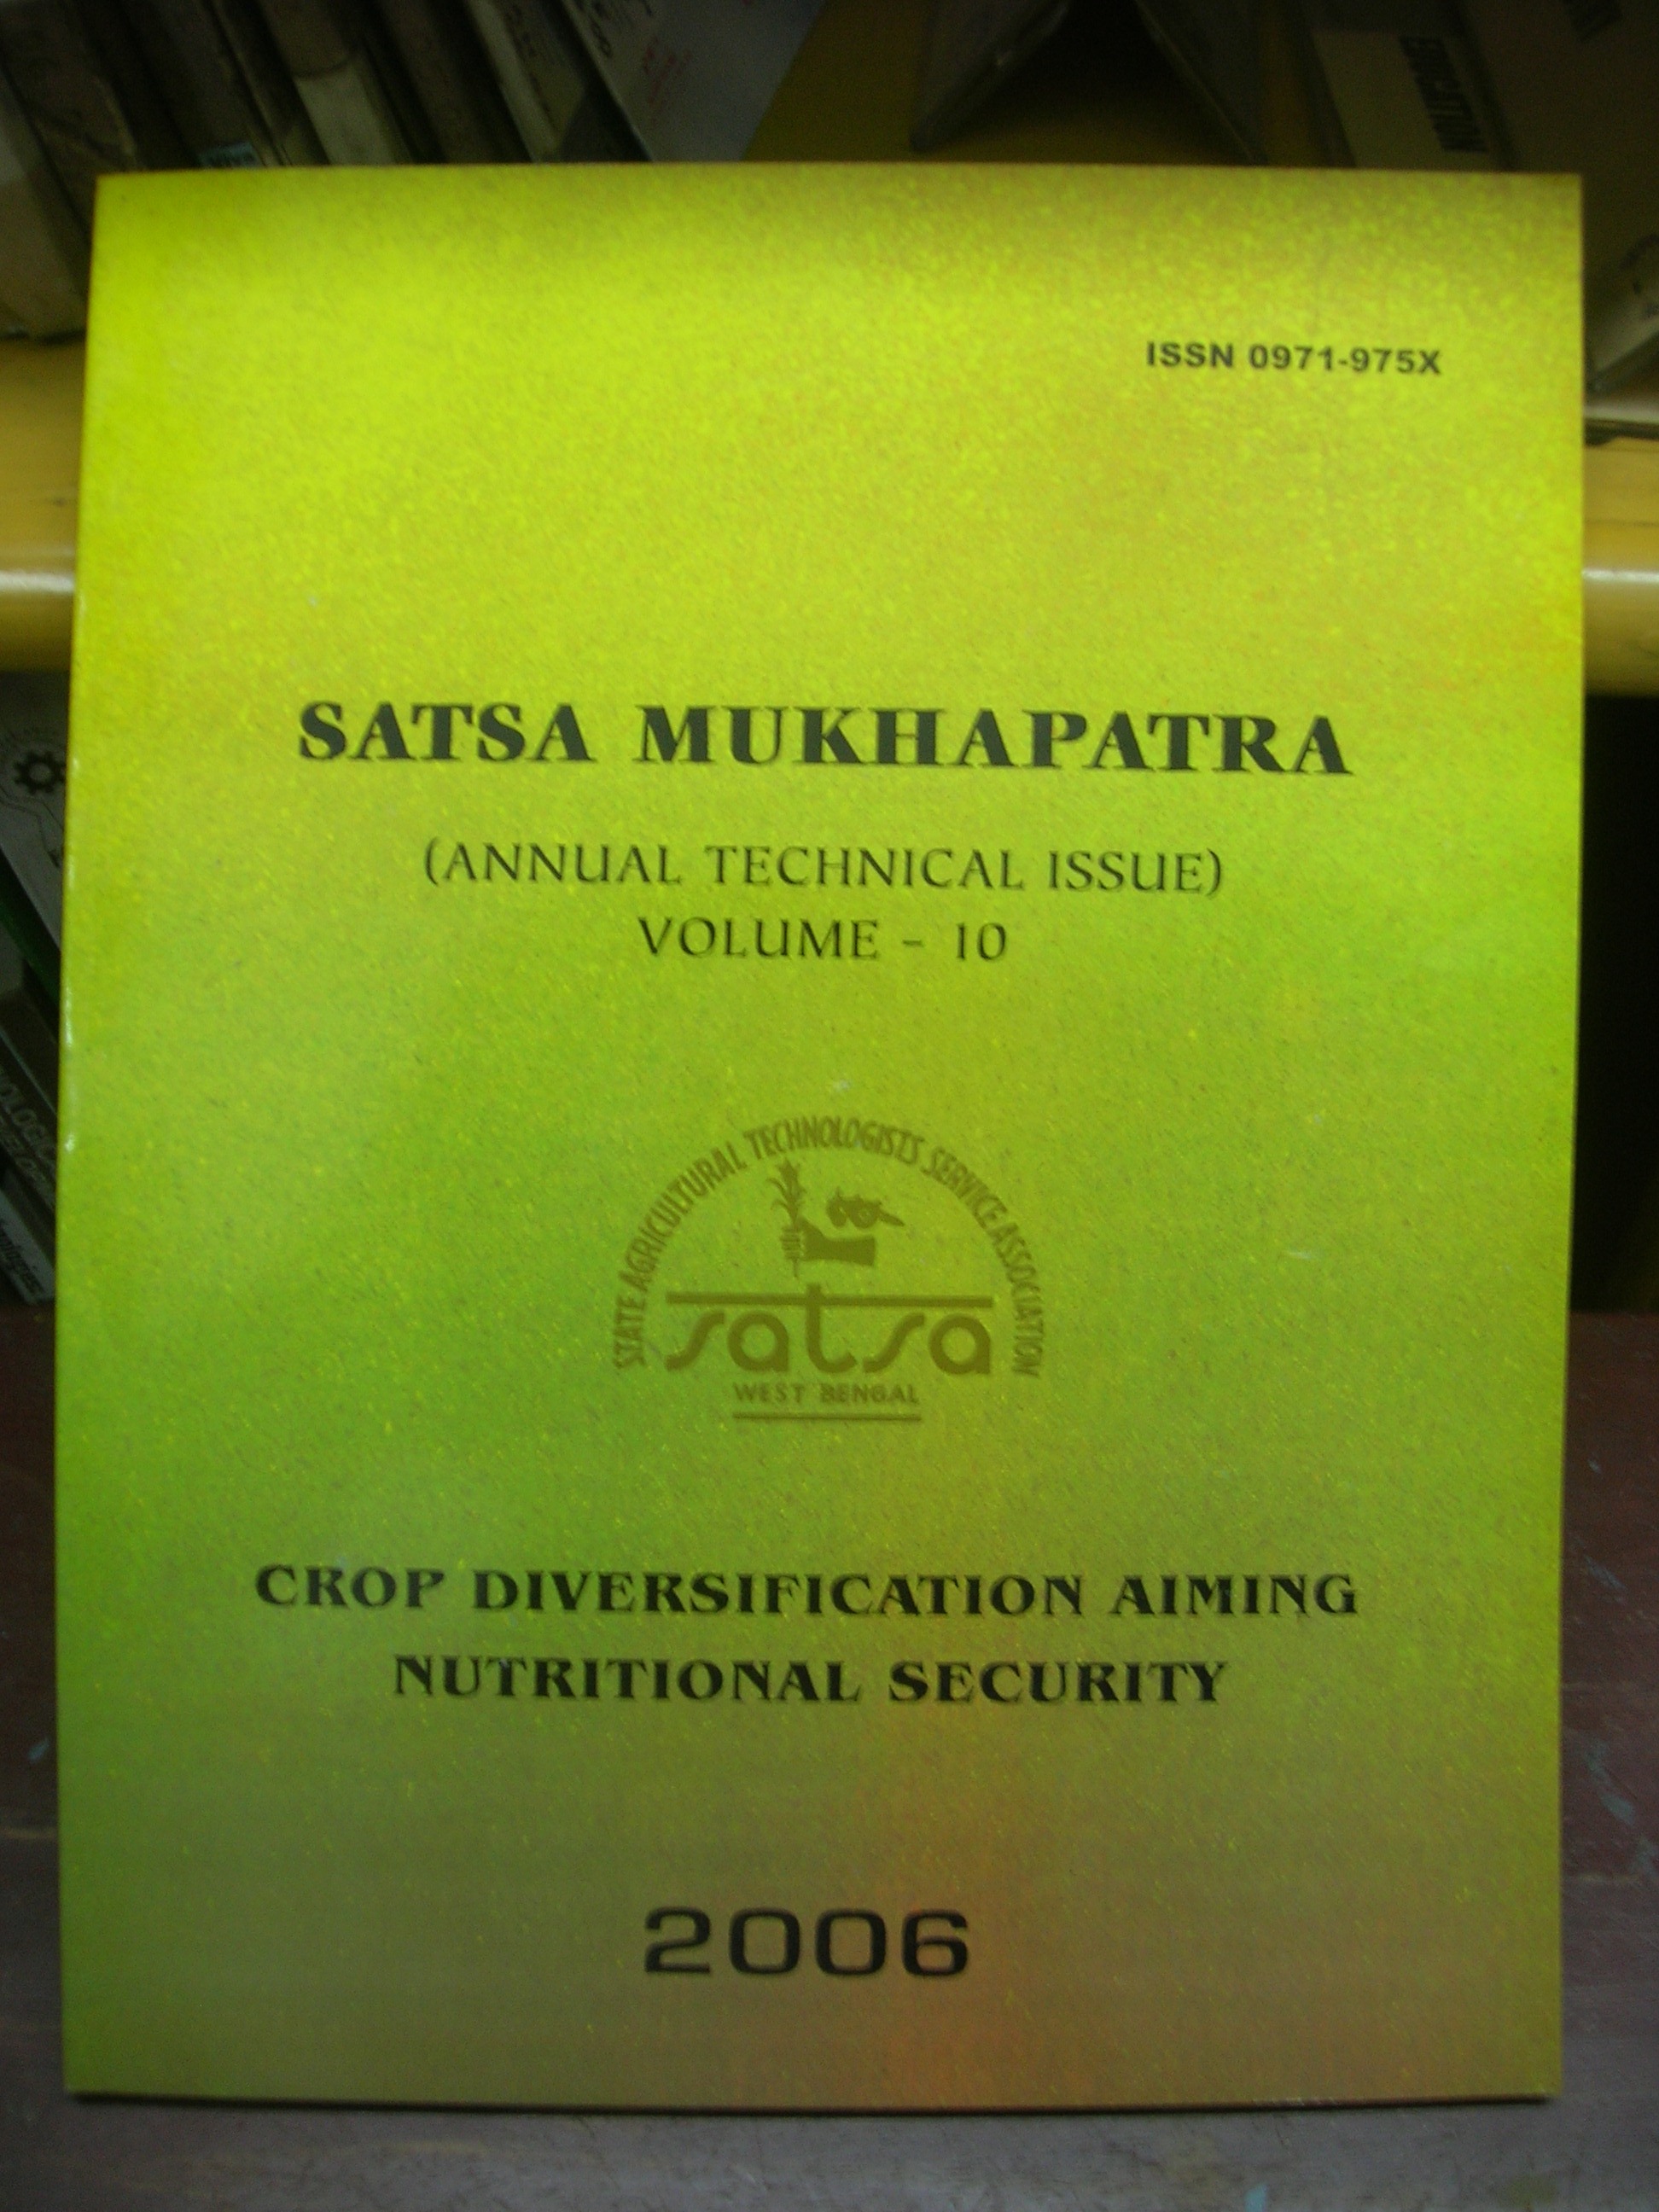 ISSN 0971-975X
SATSA MUKHAPATRA
(ANNUAL TECHNICAL ISSUE)
VOLUME - 10
STATE AGRICULTURAL TECHNOLOGISTS SERVICE ASSOCIATION
satsa
WEST BENGAL
CROP DIVERSIFICATION AIMING
NUTRITIONAL SECURITY
2006